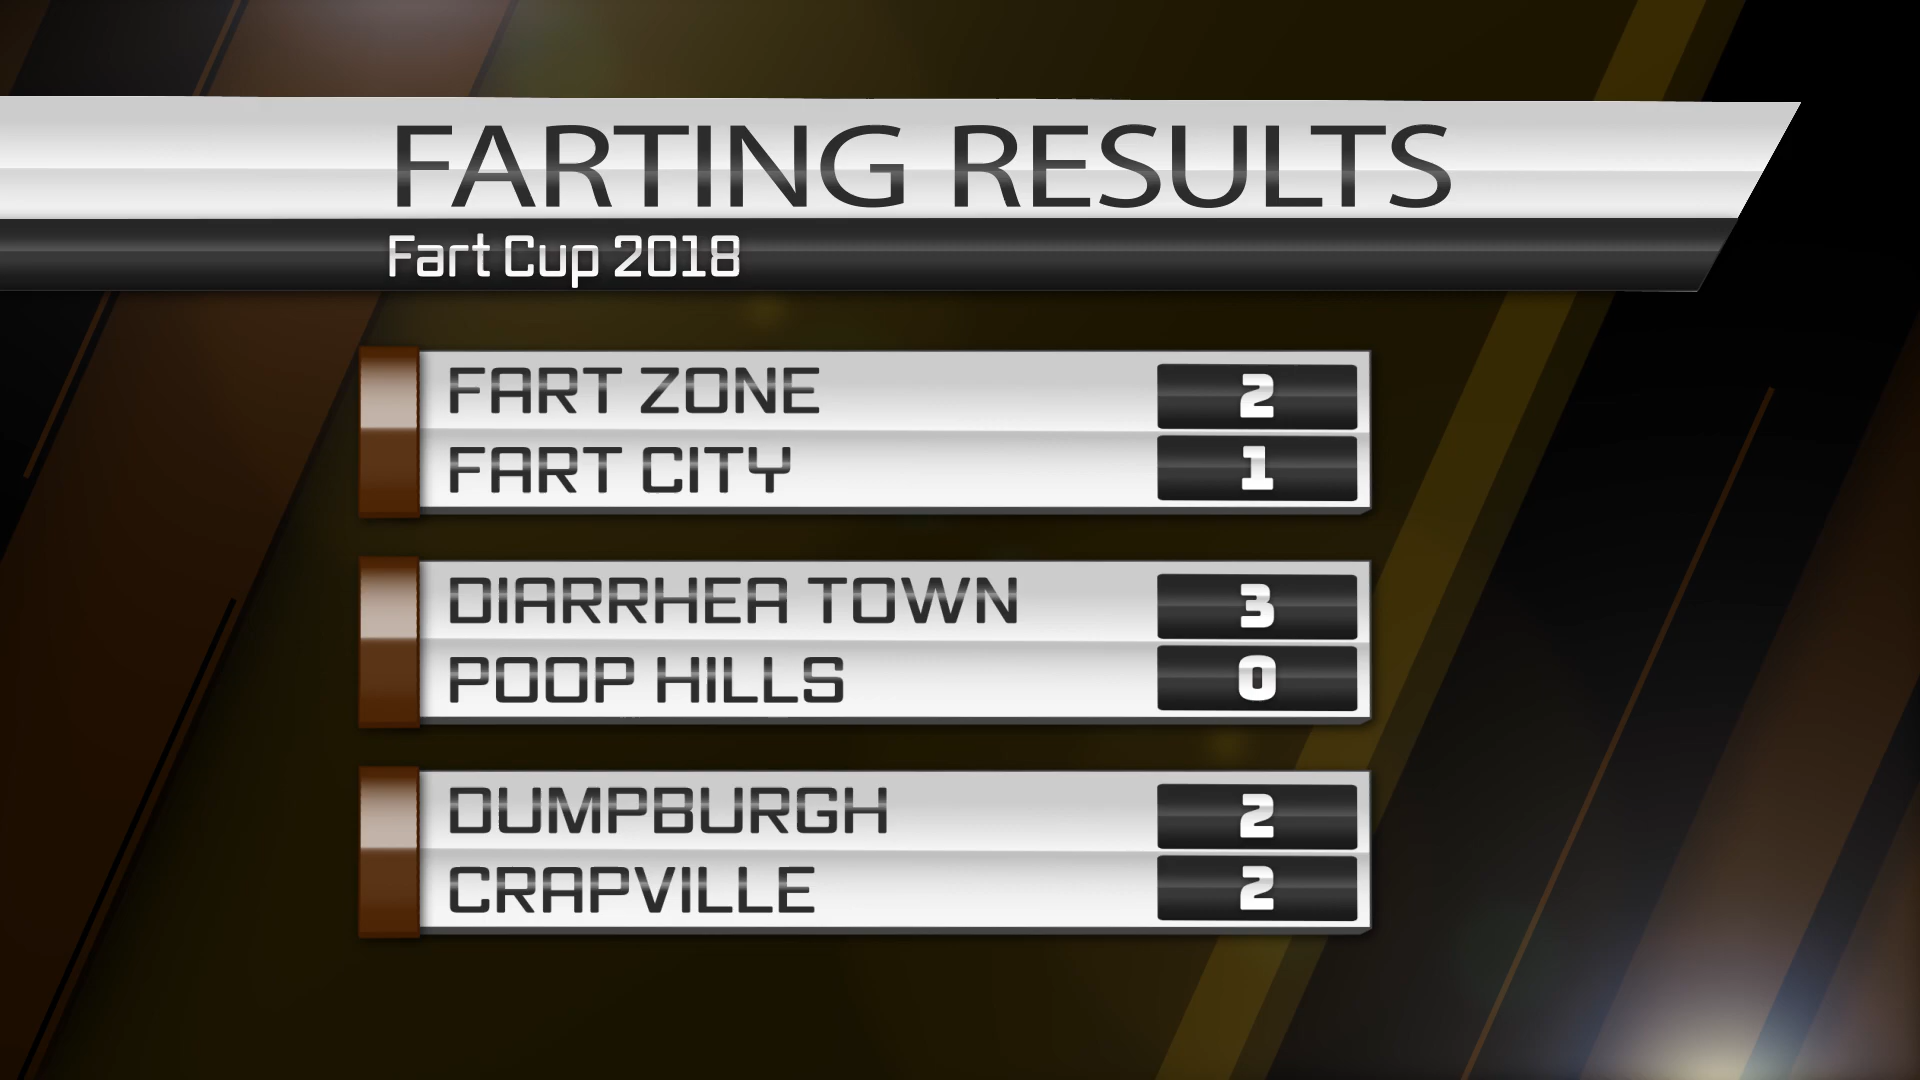 FARTING RESULTS
Fart Cup 2018
FART ZONE 2
FART CITY 1
DIARRHEA TOWN 3
POOP HILLS 0
DUMPBURGH 2
CRAPVILLE 2